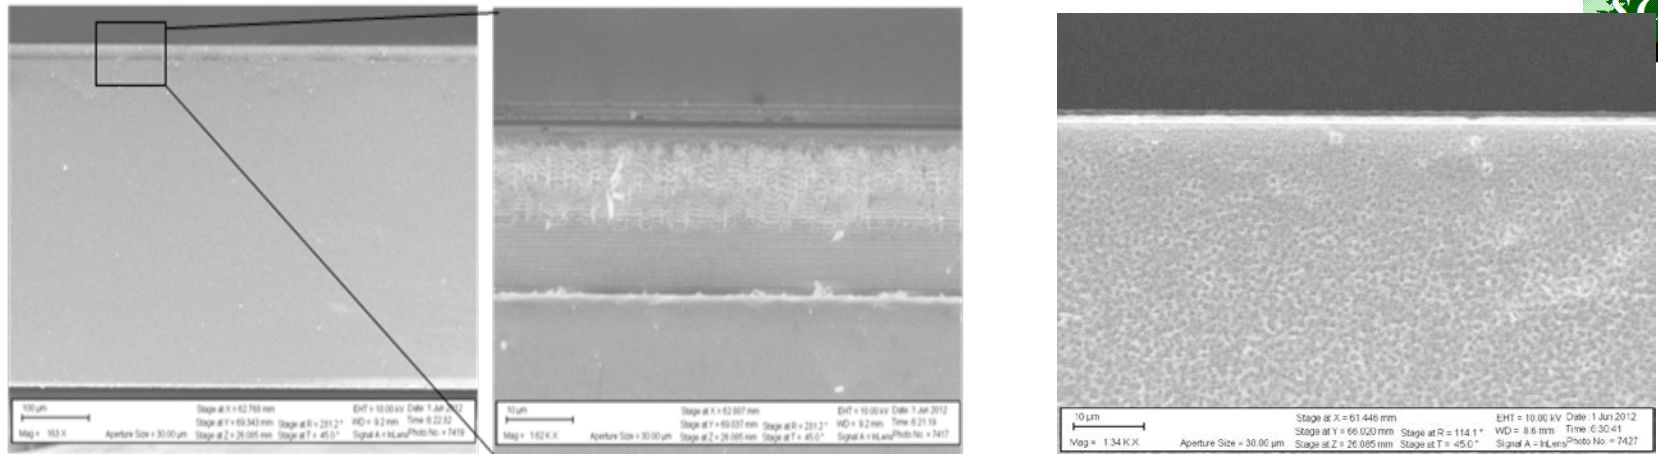 100 µm
Mag = 163 X
Aperture Size = 30.00 µm
Stage at X = 62.768 mm
Stage at Y = 69.343 mm Stage at R = 231.2 °
Stage at Z = 26.085 mm Stage at T = 45.0 °
EHT = 10.00 kV Date :1 Jun 2012
WD = 9.2 mm Time :6:22:32
Signal A = InLens Photo No. = 7419
10 µm
Mag = 1.62 K X
Aperture Size = 30.00 µm
Stage at X = 62.887 mm
Stage at Y = 69.037 mm Stage at R = 231.2 °
Stage at Z = 26.085 mm Stage at T = 45.0 °
EHT = 10.00 kV Date :1 Jun 2012
WD = 9.2 mm Time :6:21:19
Signal A = InLens Photo No. = 7417
10 µm
Mag = 1.34 K X
Aperture Size = 30.00 µm
Stage at X = 61.446 mm
Stage at Y = 66.020 mm Stage at R = 114.1 °
Stage at Z = 26.085 mm Stage at T = 45.0 °
EHT = 10.00 kV Date :1 Jun 2012
WD = 8.6 mm Time :6:30:41
Signal A = InLens Photo No. = 7427